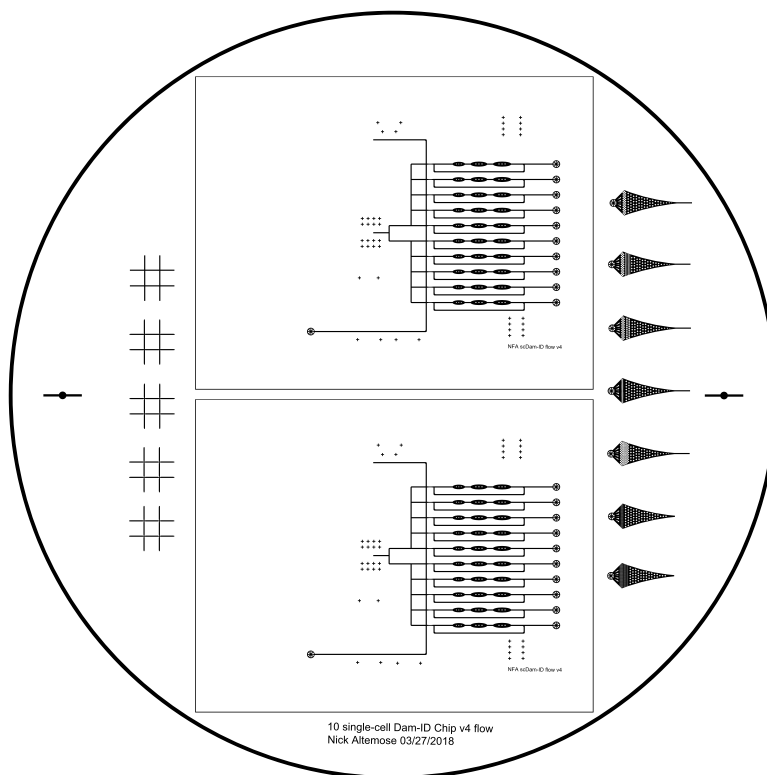 NFA scDam-ID flow v4
NFA scDam-ID flow v4
10 single-cell Dam-ID Chip v4 flow
Nick Altemose 03/27/2018